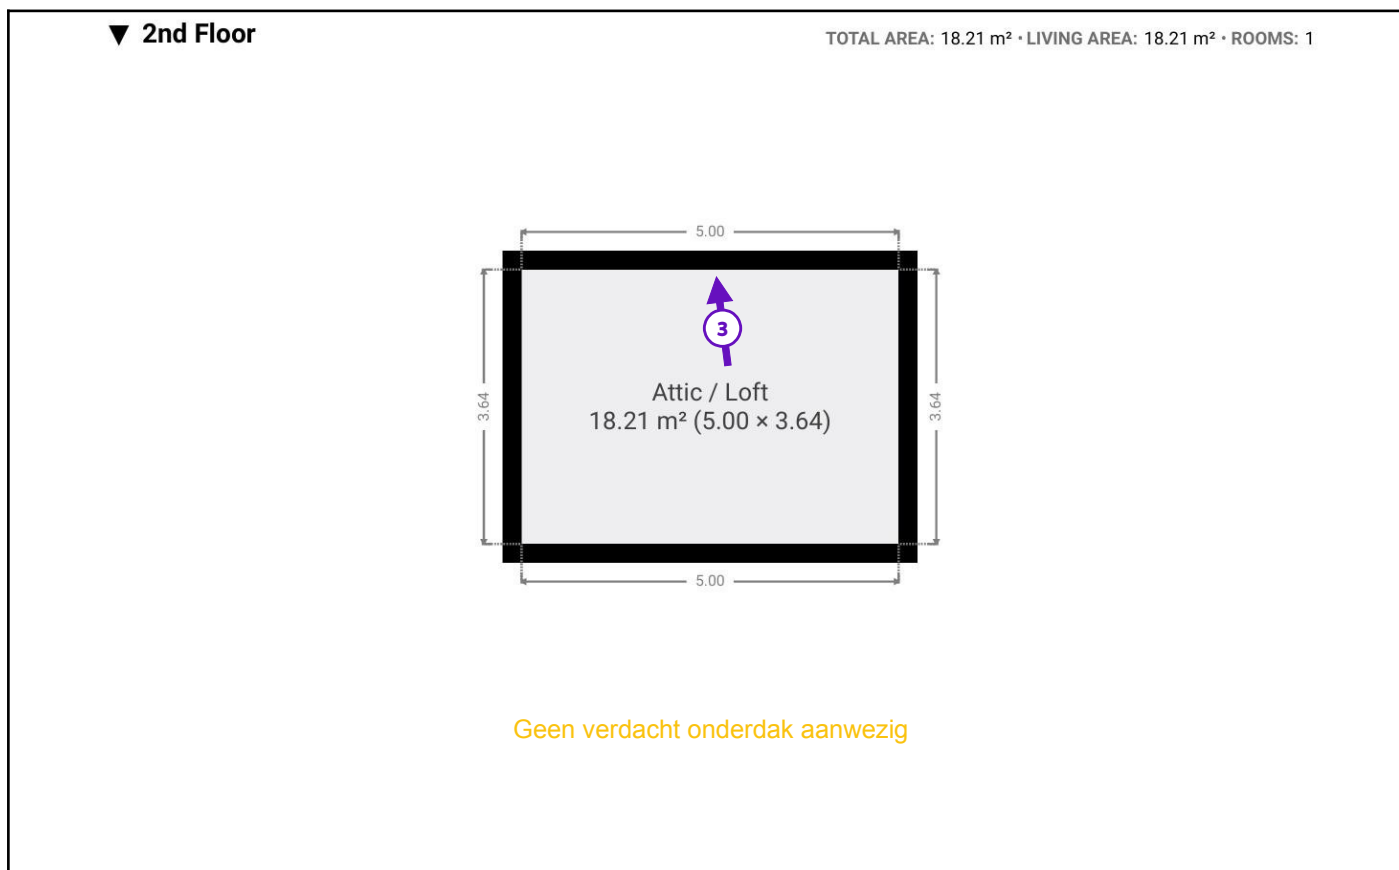 ▼ 2nd Floor
TOTAL AREA: 18.21 m² • LIVING AREA: 18.21 m² • ROOMS: 1
5.00
3
3.64
3.64
Attic / Loft
18.21 m² (5.00 × 3.64)
5.00
Geen verdacht onderdak aanwezig